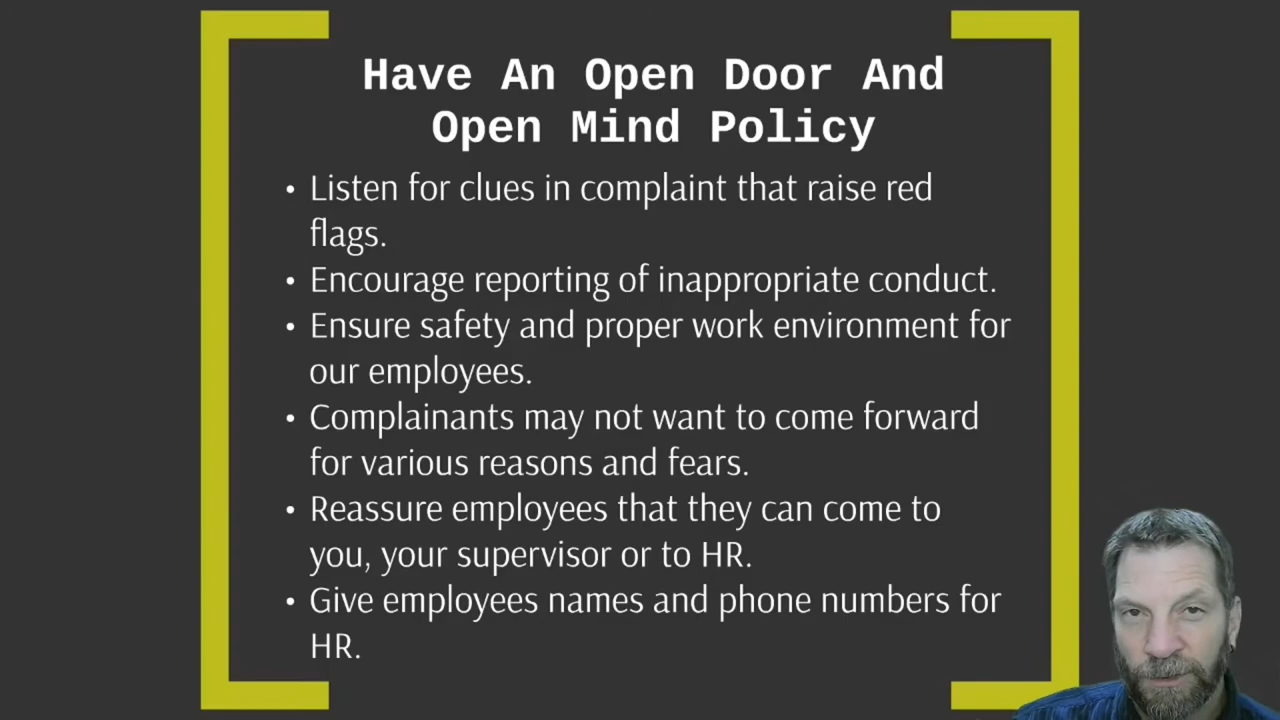 Have An Open Door And
Open Mind Policy
• Listen for clues in complaint that raise red
flags.
• Encourage reporting of inappropriate conduct.
• Ensure safety and proper work environment for
our employees.
• Complainants may not want to come forward
for various reasons and fears.
• Reassure employees that they can come to
you, your supervisor or to HR.
• Give employees names and phone numbers for
HR.